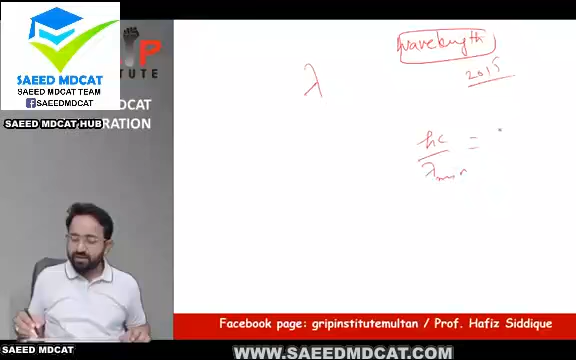 SAEED MDCAT
SAEED MDCAT TEAM
SAEEDMDCAT
P
TUTE
DCAT
SAEED MDCAT HUB
RATION
wavelength
2015
λ
hc =
λmin
Facebook page: gripinstitutemultan / Prof. Hafiz Siddique
SAEED MDCAT
WWW.SAEEDMDCAT.COM